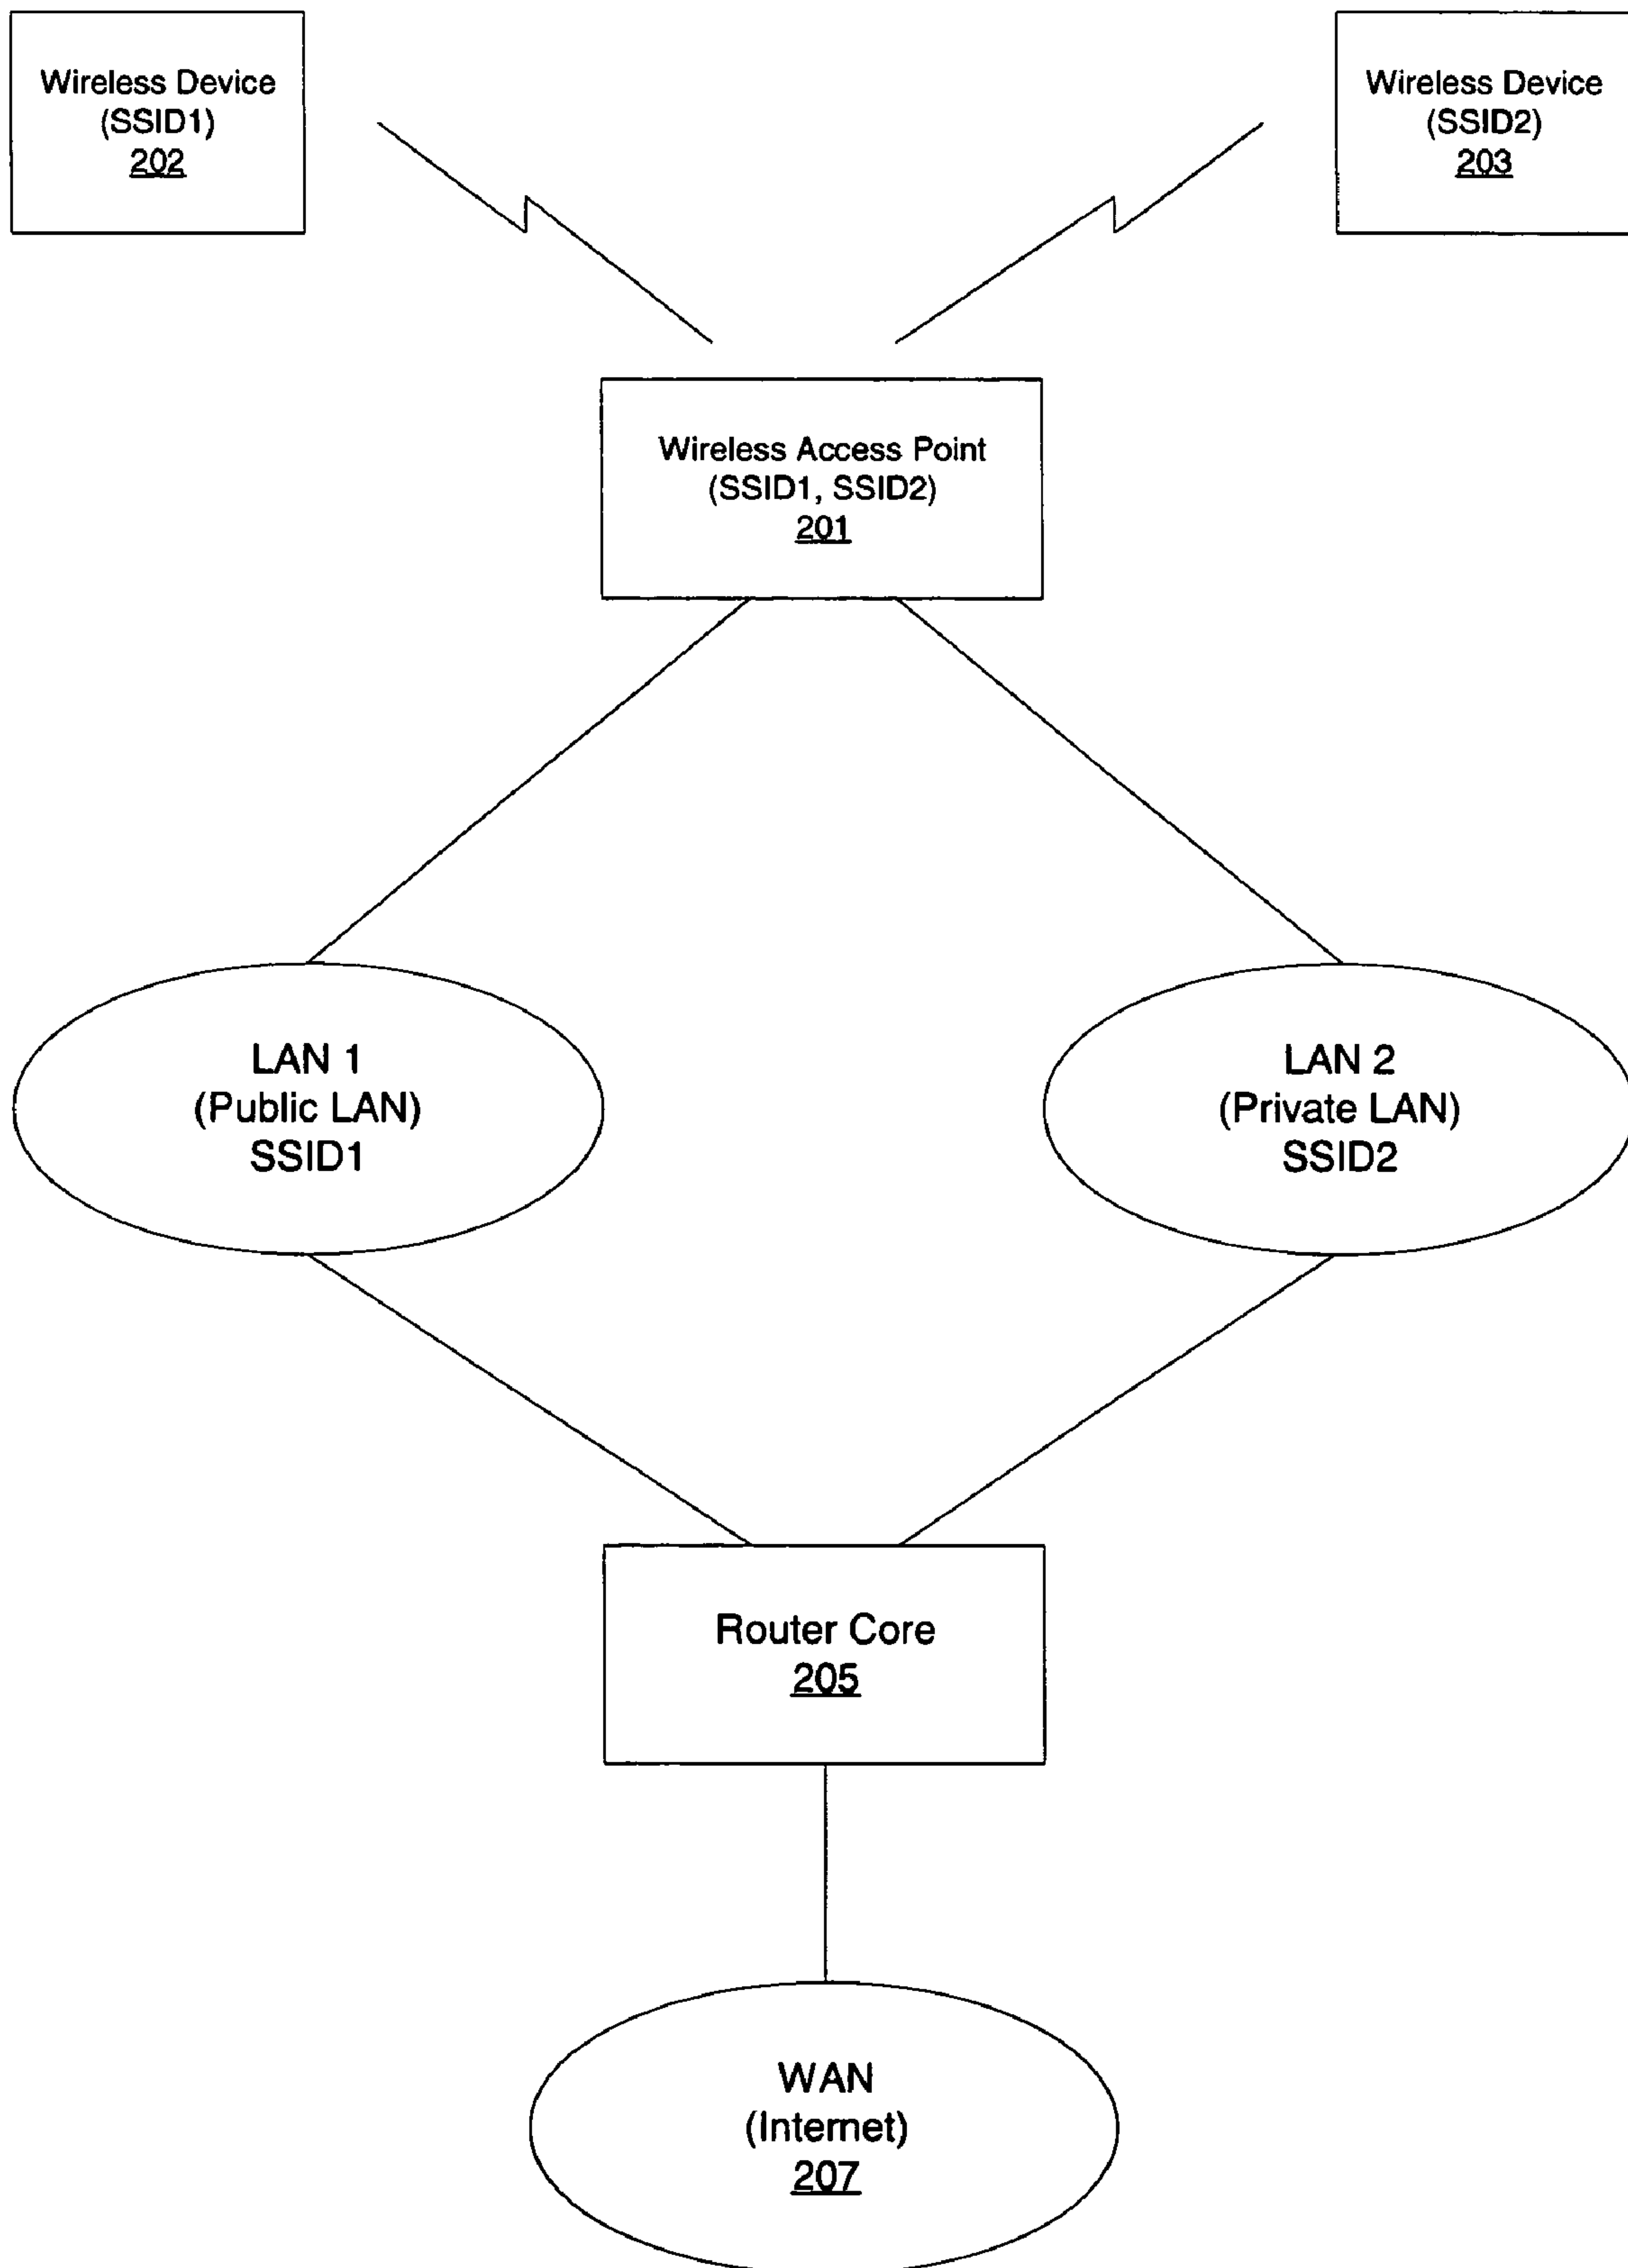 Wireless Device
(SSID1)
202
Wireless Device
(SSID2)
203
Wireless Access Point
(SSID1, SSID2)
201
LAN 1
(Public LAN)
SSID1
LAN 2
(Private LAN)
SSID2
Router Core
205
WAN
(Internet)
207